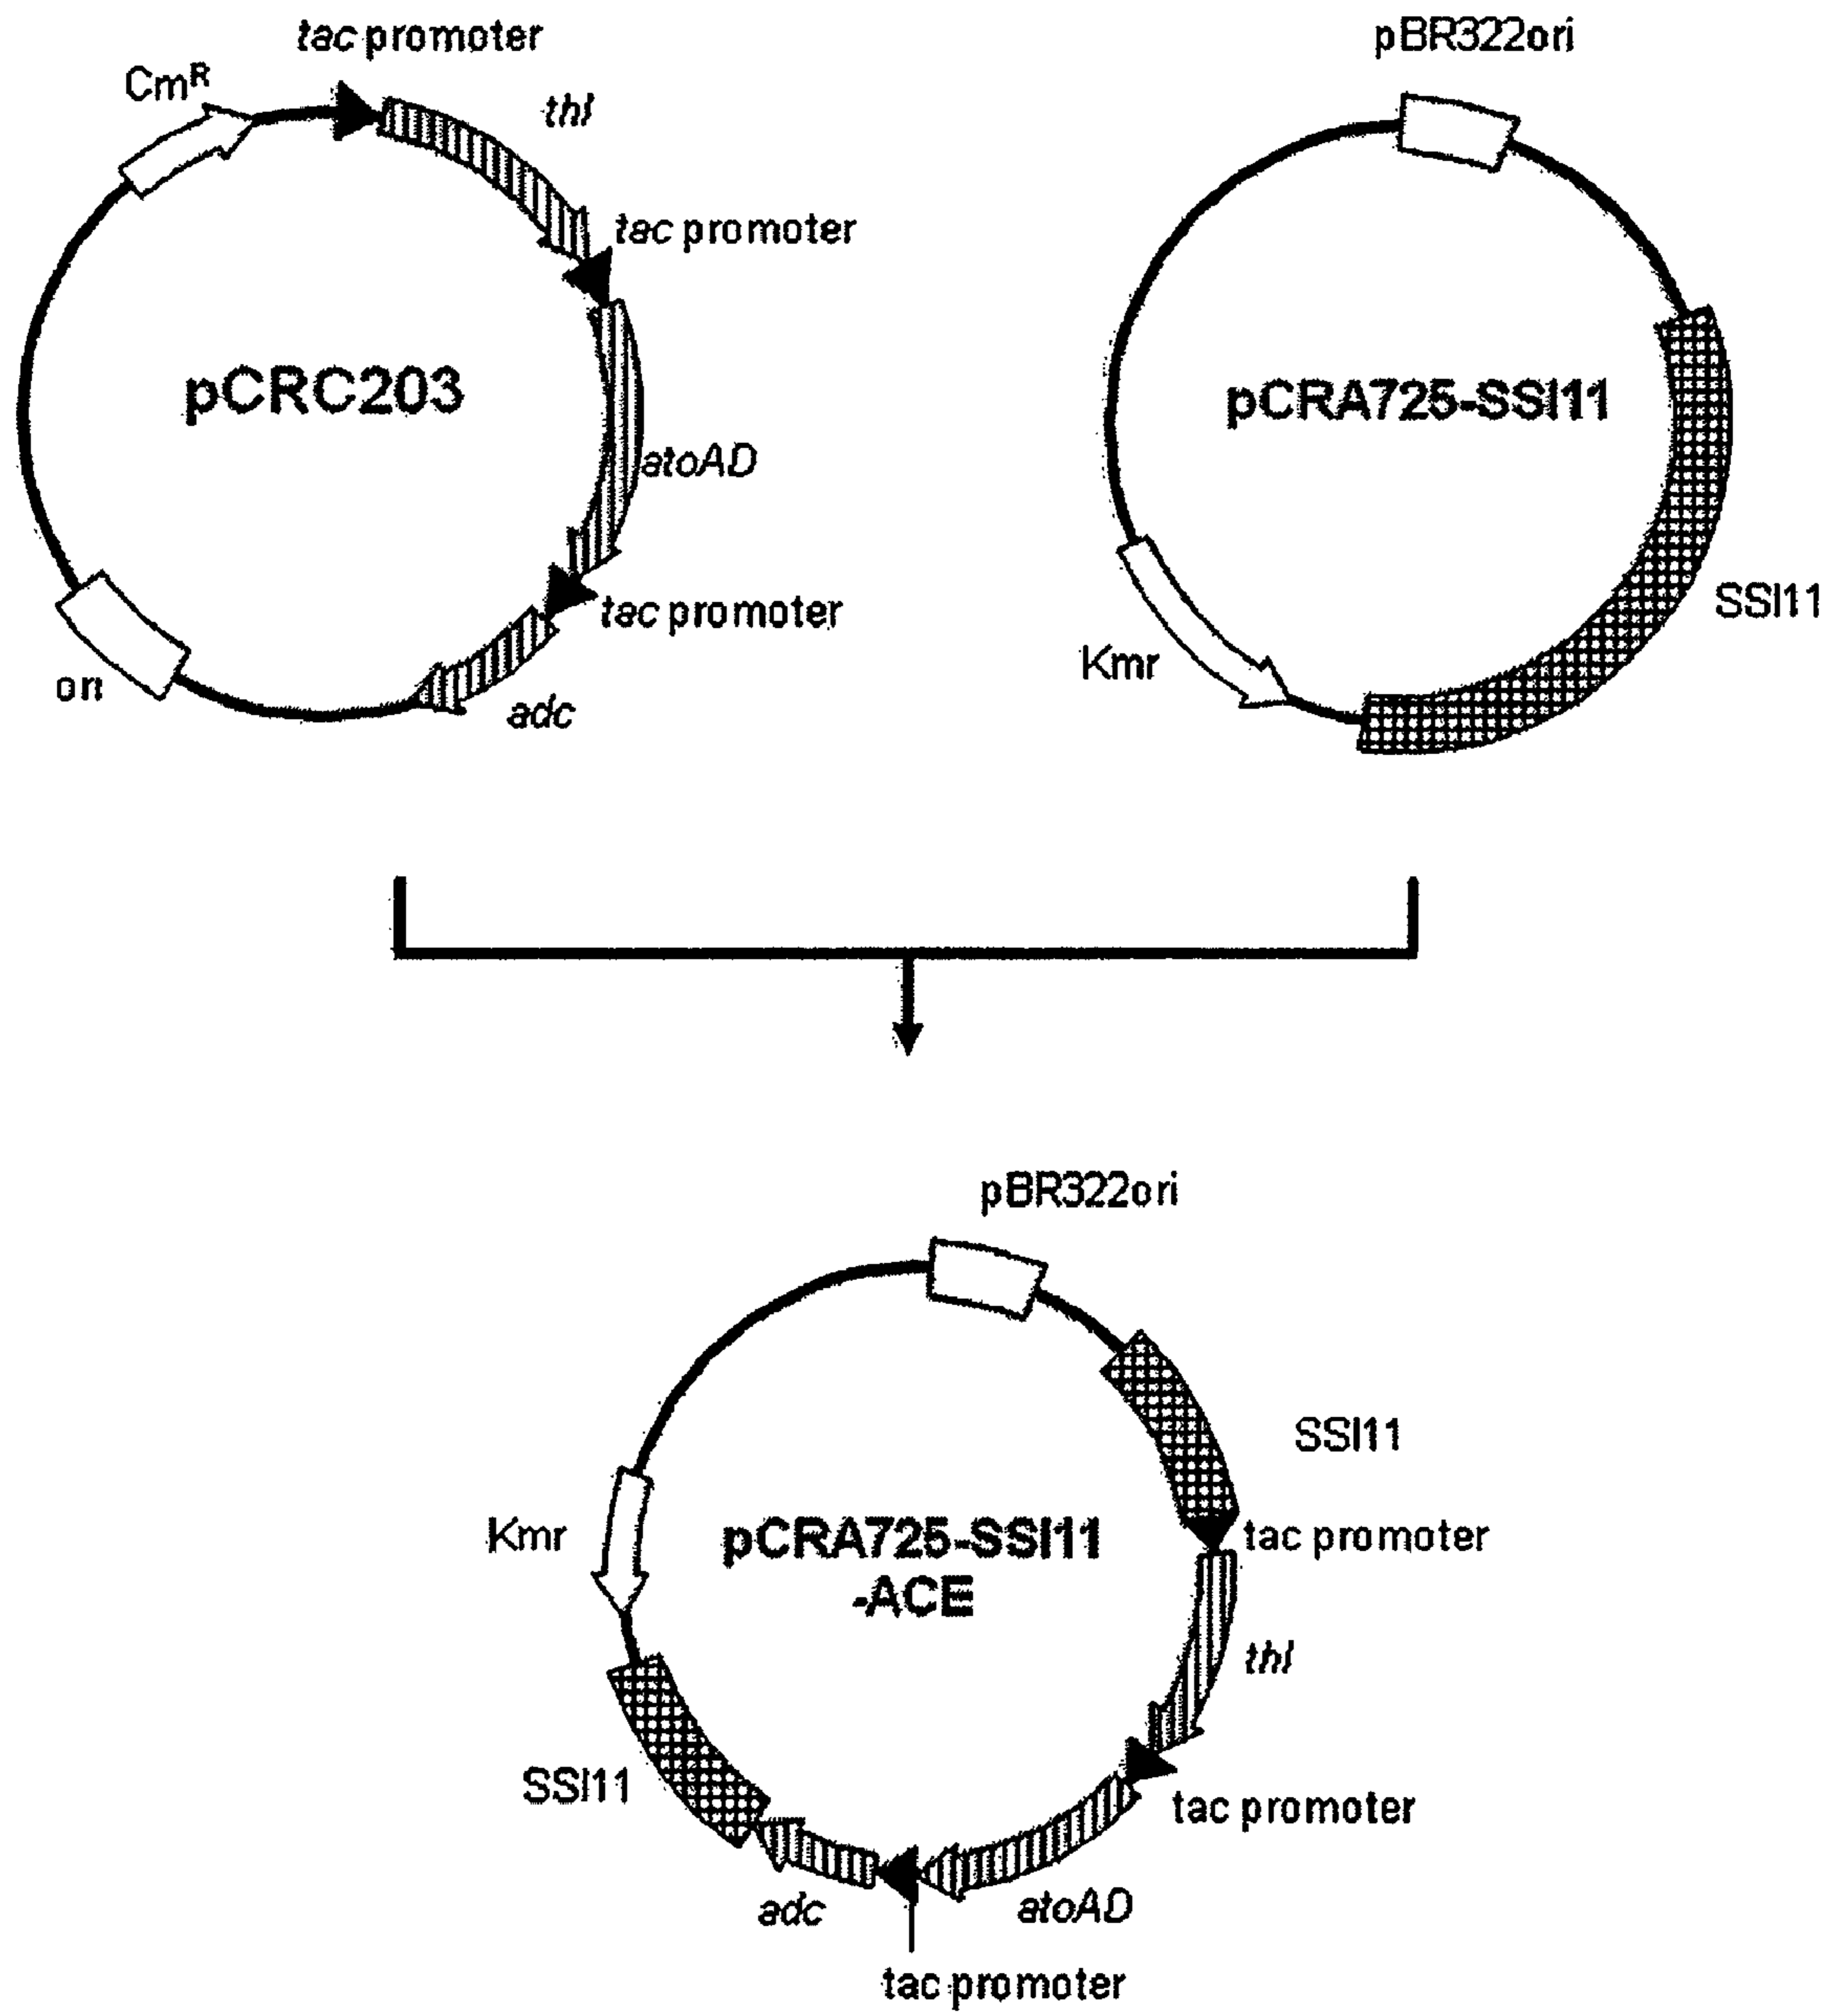 tac promoter
pBR322ori
CmR
thl
tac promoter
pCRC203
pCRA725-SSI11
atoAD
SSI11
tac promoter
Kmr
ori
adc
pBR322ori
SSI11
Kmr
pCRA725-SSI11
-ACE
tac promoter
thl
SSI11
tac promoter
adc
atoAD
tac promoter